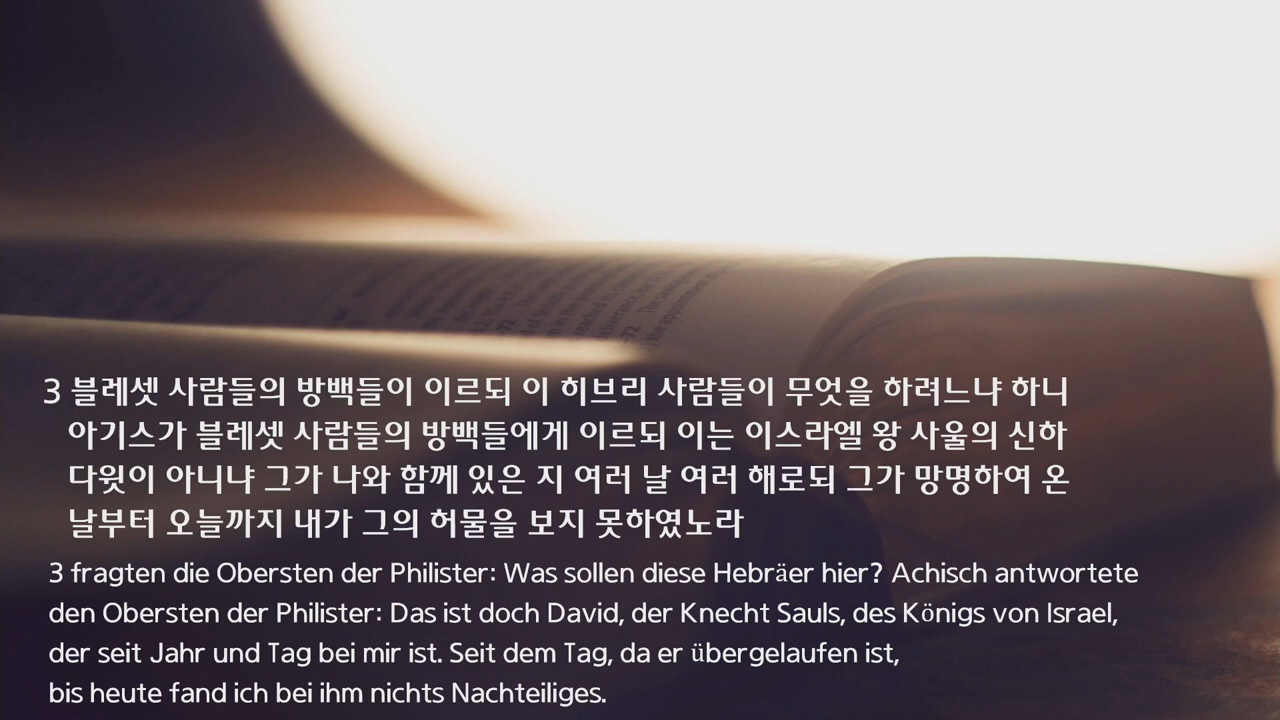 3 블레셋 사람들의 방백들이 이르되 이 히브리 사람들이 무엇을 하려느냐 하니
아기스가 블레셋 사람들의 방백들에게 이르되 이는 이스라엘 왕 사울의 신하
다윗이 아니냐 그가 나와 함께 있은 지 여러 날 여러 해로되 그가 망명하여 온
날부터 오늘까지 내가 그의 허물을 보지 못하였노라
3 fragten die Obersten der Philister: Was sollen diese Hebräer hier? Achisch antwortete
den Obersten der Philister: Das ist doch David, der Knecht Sauls, des Königs von Israel,
der seit Jahr und Tag bei mir ist. Seit dem Tag, da er übergelaufen ist,
bis heute fand ich bei ihm nichts Nachteiliges.